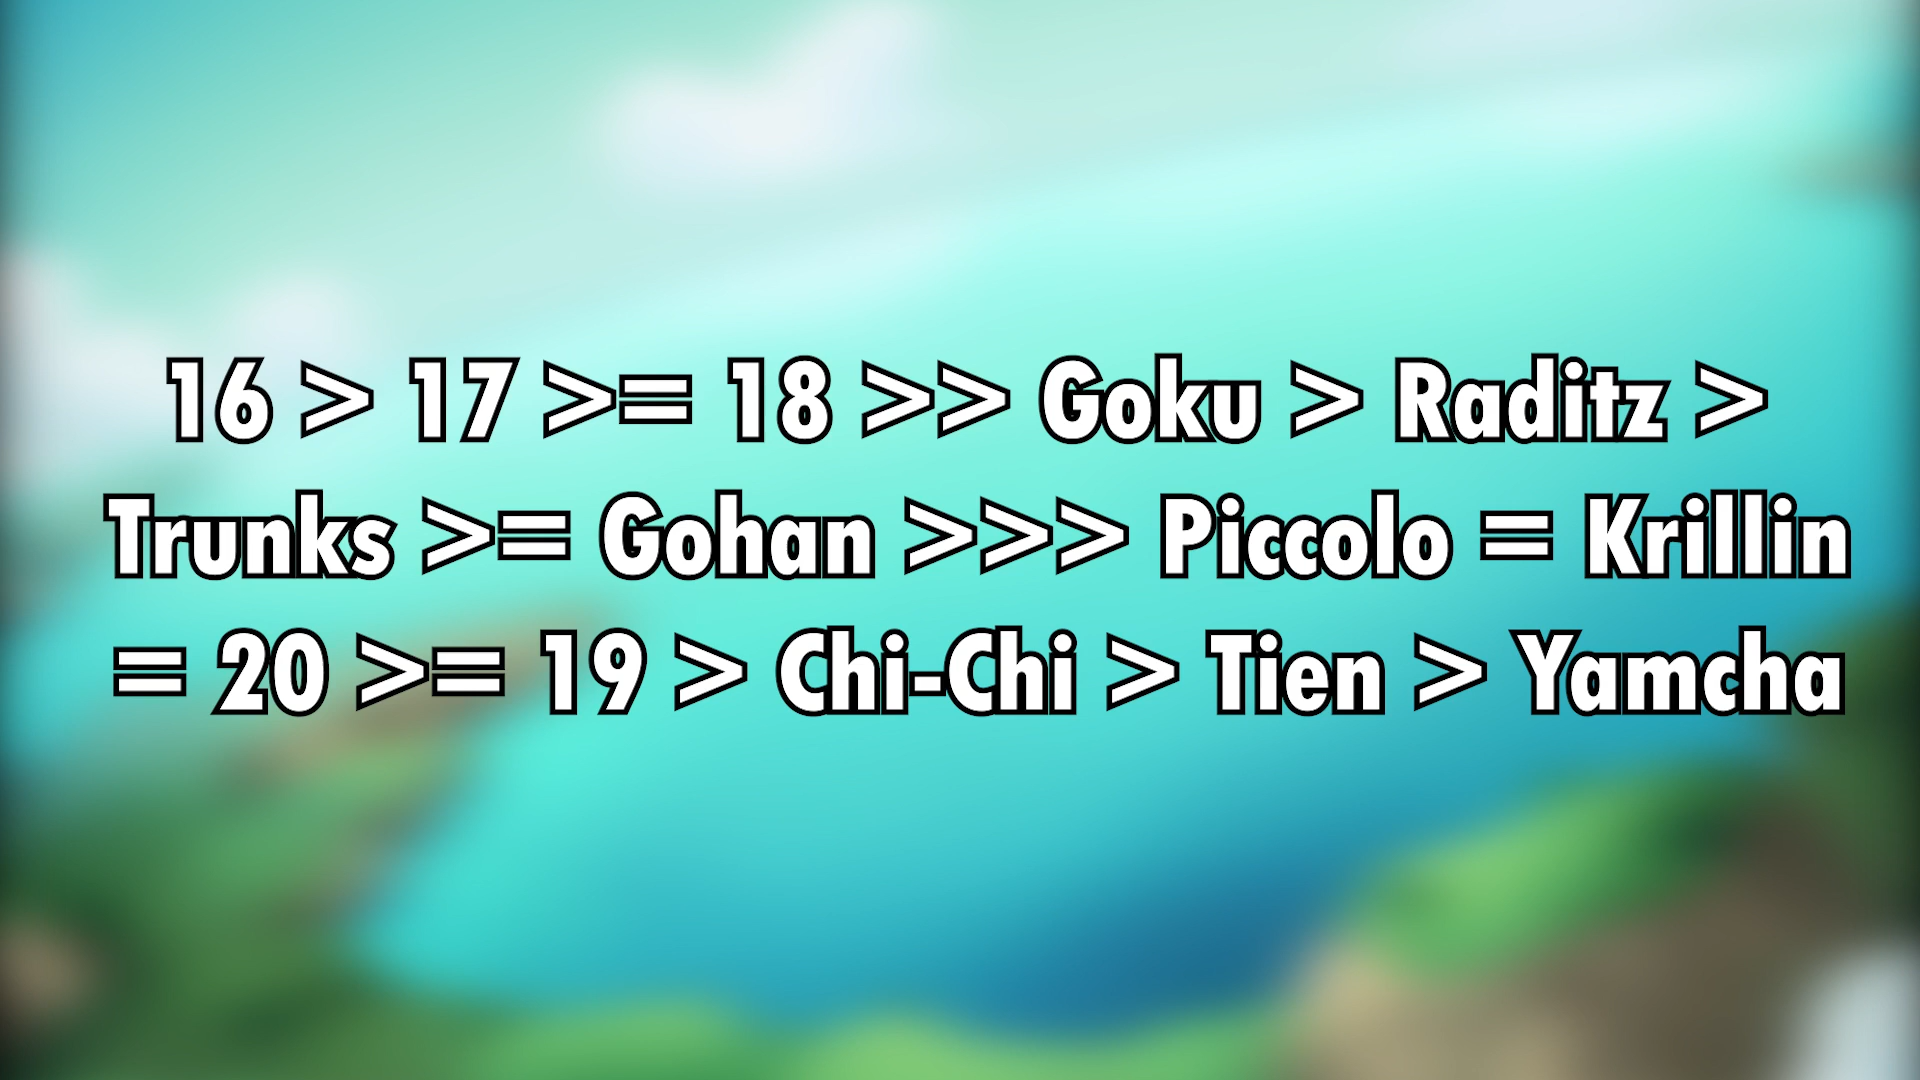 16 > 17 >= 18 >> Goku > Raditz >
Trunks >= Gohan >>> Piccolo = Krillin
= 20 >= 19 > Chi-Chi > Tien > Yamcha